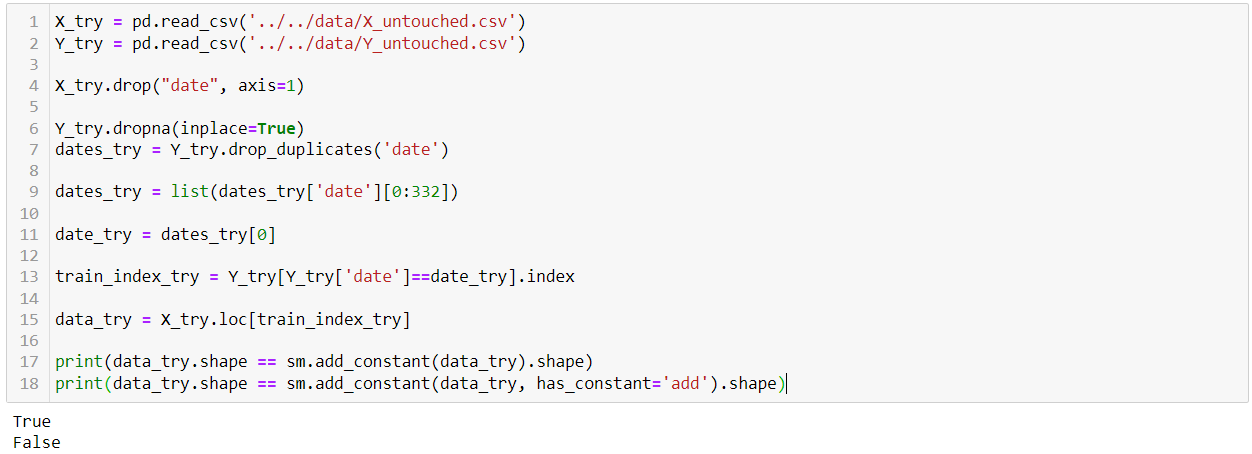 1 X_try = pd.read_csv('../../data/X_untouched.csv')
2 Y_try = pd.read_csv('../../data/Y_untouched.csv')
3
4 X_try.drop("date", axis=1)
5
6 Y_try.dropna(inplace=True)
7 dates_try = Y_try.drop_duplicates('date')
8
9 dates_try = list(dates_try['date'][0:332])
10
11 date_try = dates_try[0]
12
13 train_index_try = Y_try[Y_try['date']==date_try].index
14
15 data_try = X_try.loc[train_index_try]
16
17 print(data_try.shape == sm.add_constant(data_try).shape)
18 print(data_try.shape == sm.add_constant(data_try, has_constant='add').shape)
True
False